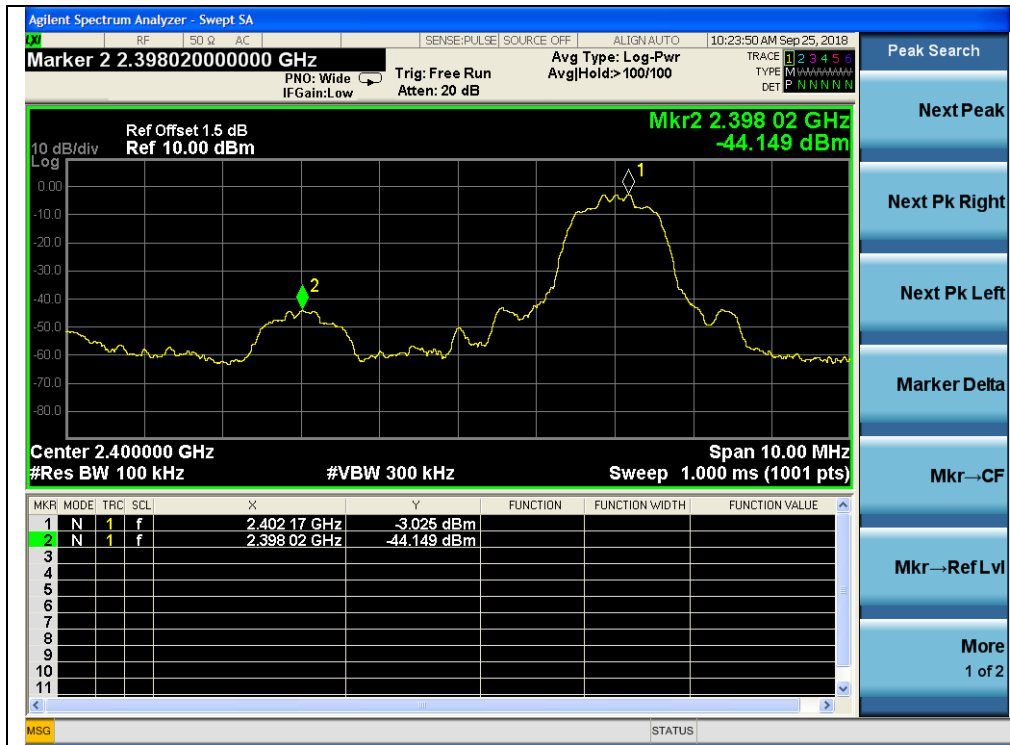 Agilent Spectrum Analyzer - Swept SA
LXI RF 50 Ω AC SENSE:PULSE SOURCE OFF ALIGNAUTO 10:23:50 AM Sep 25, 2018
Marker 2 2.398020000000 GHz
PNO: Wide
IFGain:Low
Trig: Free Run
Atten: 20 dB
Avg Type: Log-Pwr
Avg|Hold:>100/100
TRACE 1 2 3 4 5 6
TYPE M
DET P N N N N N
Mkr2 2.398 02 GHz
-44.149 dBm
Ref Offset 1.5 dB
10 dB/div Ref 10.00 dBm
Log
0.00
-10.0
-20.0
-30.0
-40.0
-50.0
-60.0
-70.0
-80.0
1
2
Center 2.400000 GHz Span 10.00 MHz
#Res BW 100 kHz #VBW 300 kHz Sweep 1.000 ms (1001 pts)
MKR MODE TRC SCL X Y FUNCTION FUNCTION WIDTH FUNCTION VALUE
1 N 1 f 2.402 17 GHz -3.025 dBm
2 N 1 f 2.398 02 GHz -44.149 dBm
3
4
5
6
7
8
9
10
11
MSG STATUS
Peak Search
Next Peak
Next Pk Right
Next Pk Left
Marker Delta
Mkr→CF
Mkr→Ref Lvl
More
1 of 2